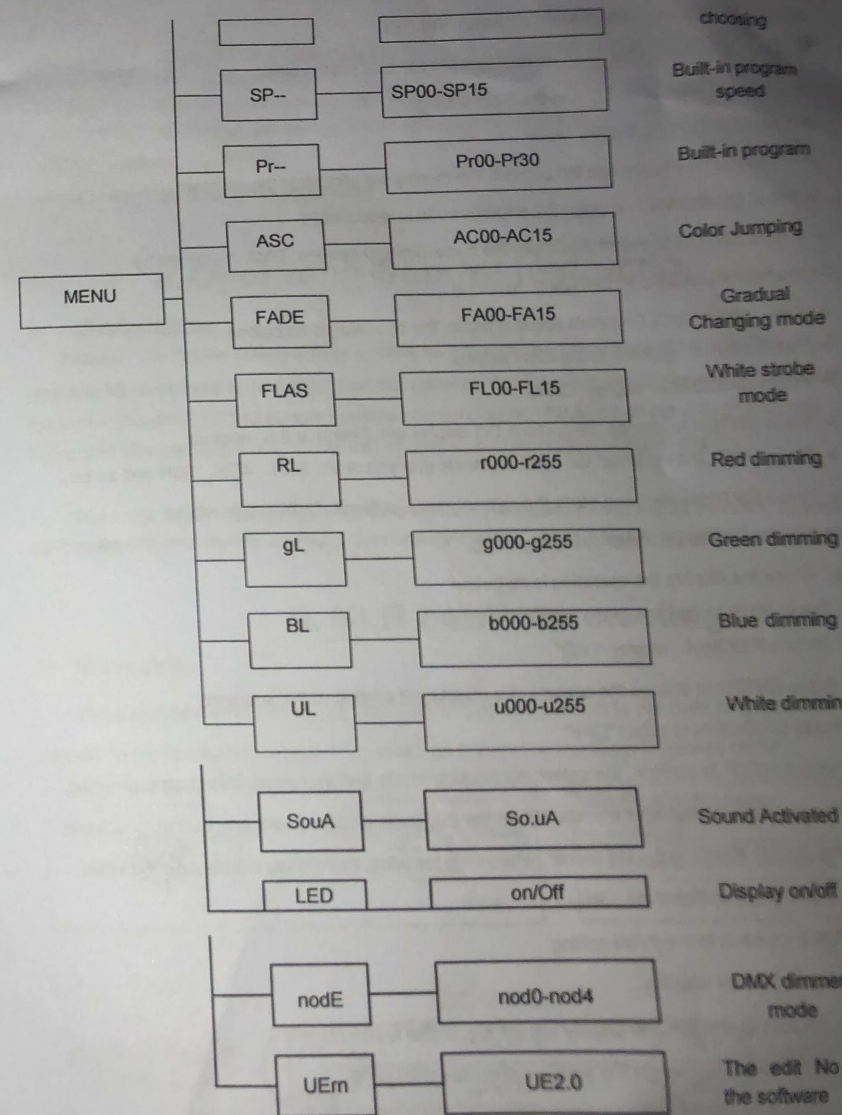 choosing
SP-- SP00-SP15 Built-in program
speed
Pr-- Pr00-Pr30 Built-in program
ASC AC00-AC15 Color Jumping
MENU
FADE FA00-FA15 Gradual
Changing mode
FLAS FL00-FL15 White strobe
mode
RL r000-r255 Red dimming
gL g000-g255 Green dimming
BL b000-b255 Blue dimming
UL u000-u255 White dimmin
SouA So.uA Sound Activated
LED on/Off Display on/off
nodE nod0-nod4 DMX dimmer
mode
UErn UE2.0 The edit No
the software